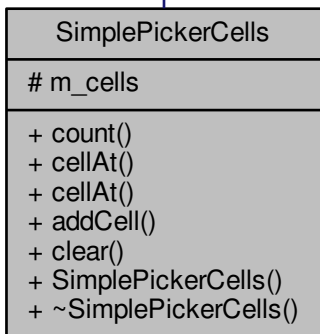 SimplePickerCells
# m_cells
+ count()
+ cellAt()
+ cellAt()
+ addCell()
+ clear()
+ SimplePickerCells()
+ ~SimplePickerCells()